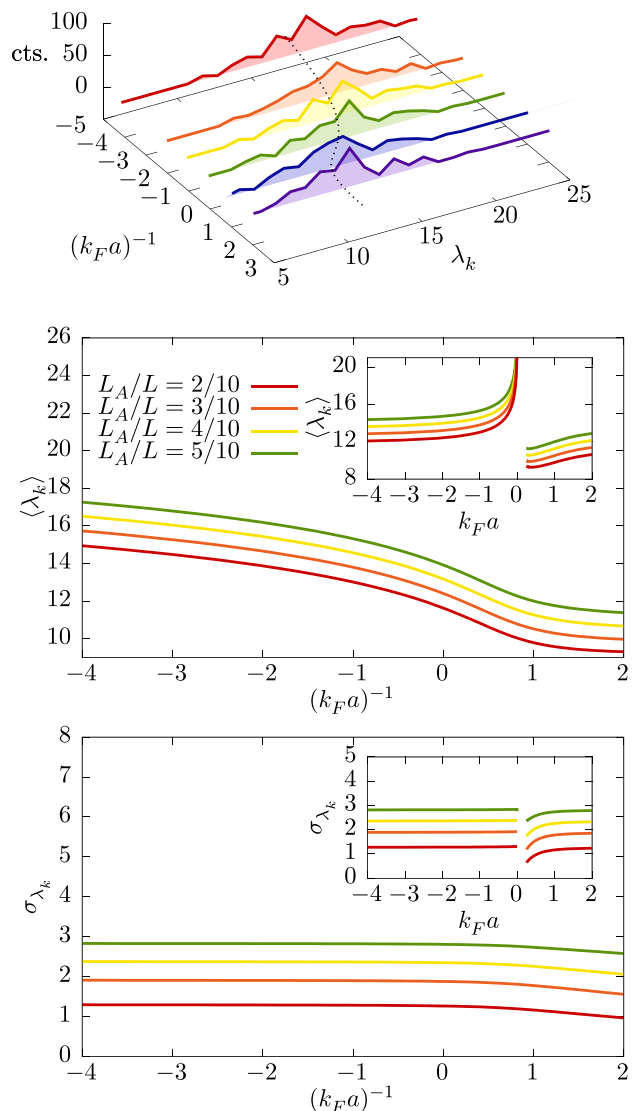 100
cts.
50
0
−5
−4
−3
−2
−1
0
1
2
3
(k_F a)^{-1}
5
10
15
20
25
λ_k
26
24
22
20
18
16
14
12
10
⟨λ_k⟩
L_A/L = 2/10
L_A/L = 3/10
L_A/L = 4/10
L_A/L = 5/10
20
16
12
8
⟨λ_k⟩
−4 −3 −2 −1 0 1 2
k_F a
−4 −3 −2 −1 0 1 2
(k_F a)^{-1}
8
7
6
5
4
3
2
1
0
σ_{λ_k}
5
4
3
2
1
0
σ_{λ_k}
−4 −3 −2 −1 0 1 2
k_F a
−4 −3 −2 −1 0 1 2
(k_F a)^{-1}